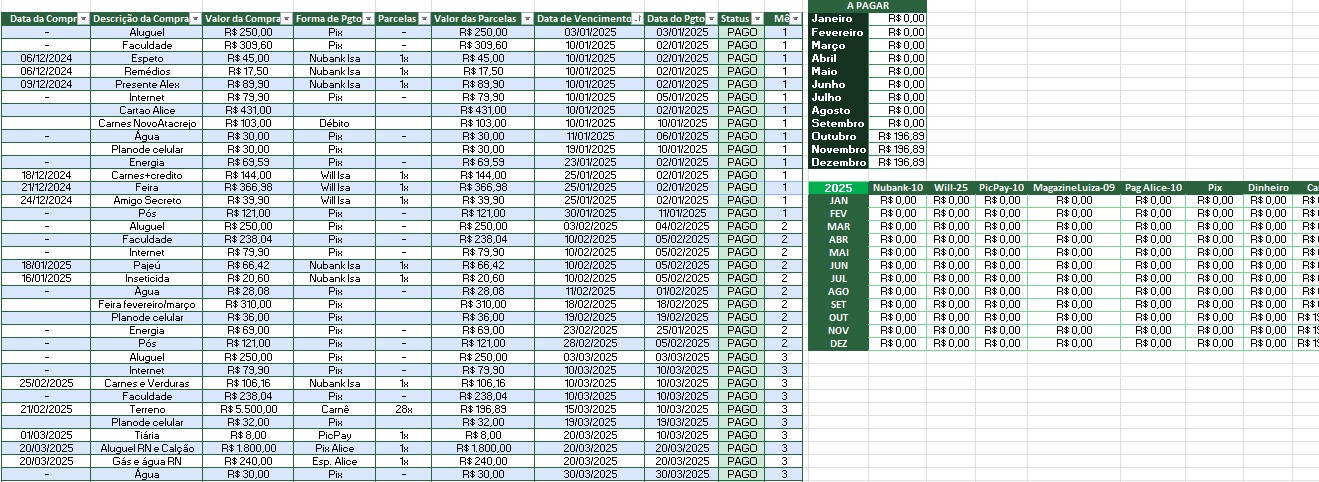 Data da Compr Descrição da Compra Valor da Compra Forma de Pgto Parcelas Valor das Parcelas Data de Vencimento Data do Pgto Status Mê
- Aluguel R$ 250,00 Pix - R$ 250,00 03/01/2025 03/01/2025 PAGO 1
- Faculdade R$ 309,60 Pix - R$ 309,60 10/01/2025 02/01/2025 PAGO 1
06/12/2024 Espeto R$ 45,00 Nubank Isa 1x R$ 45,00 10/01/2025 02/01/2025 PAGO 1
06/12/2024 Remédios R$ 17,50 Nubank Isa 1x R$ 17,50 10/01/2025 02/01/2025 PAGO 1
09/12/2024 Presente Alex R$ 89,90 Nubank Isa 1x R$ 89,90 10/01/2025 02/01/2025 PAGO 1
- Internet R$ 79,90 Pix - R$ 79,90 10/01/2025 05/01/2025 PAGO 1
Cartao Alice R$ 431,00 R$ 431,00 10/01/2025 02/01/2025 PAGO 1
Carnes NovoAtacrejo R$ 103,00 Débito R$ 103,00 10/01/2025 10/01/2025 PAGO 1
- Água R$ 30,00 Pix - R$ 30,00 11/01/2025 06/01/2025 PAGO 1
Plano de celular R$ 30,00 Pix R$ 30,00 19/01/2025 10/01/2025 PAGO 1
- Energia R$ 69,59 Pix - R$ 69,59 23/01/2025 02/01/2025 PAGO 1
18/12/2024 Carnes+credito R$ 144,00 Will Isa 1x R$ 144,00 25/01/2025 02/01/2025 PAGO 1
21/12/2024 Feira R$ 366,98 Will Isa 1x R$ 366,98 25/01/2025 02/01/2025 PAGO 1
24/12/2024 Amigo Secreto R$ 39,90 Will Isa 1x R$ 39,90 25/01/2025 02/01/2025 PAGO 1
- Pós R$ 121,00 Pix - R$ 121,00 30/01/2025 11/01/2025 PAGO 1
- Aluguel R$ 250,00 Pix - R$ 250,00 03/02/2025 04/02/2025 PAGO 2
- Faculdade R$ 238,04 Pix - R$ 238,04 10/02/2025 05/02/2025 PAGO 2
- Internet R$ 79,90 Pix - R$ 79,90 10/02/2025 05/02/2025 PAGO 2
18/01/2025 Pajeú R$ 66,42 Nubank Isa 1x R$ 66,42 10/02/2025 05/02/2025 PAGO 2
16/01/2025 Inseticida R$ 20,60 Nubank Isa 1x R$ 20,60 10/02/2025 05/02/2025 PAGO 2
- Água R$ 28,08 Pix - R$ 28,08 11/02/2025 01/02/2025 PAGO 2
Feira fevereiro/março R$ 310,00 Pix R$ 310,00 18/02/2025 18/02/2025 PAGO 2
Plano de celular R$ 36,00 Pix R$ 36,00 19/02/2025 19/02/2025 PAGO 2
- Energia R$ 69,00 Pix - R$ 69,00 23/02/2025 25/01/2025 PAGO 2
- Pós R$ 121,00 Pix - R$ 121,00 28/02/2025 05/02/2025 PAGO 2
- Aluguel R$ 250,00 Pix - R$ 250,00 03/03/2025 03/03/2025 PAGO 3
- Internet R$ 79,90 Pix - R$ 79,90 10/03/2025 10/03/2025 PAGO 3
25/02/2025 Carnes e Verduras R$ 106,16 Nubank Isa 1x R$ 106,16 10/03/2025 10/03/2025 PAGO 3
- Faculdade R$ 238,04 Pix - R$ 238,04 10/03/2025 10/03/2025 PAGO 3
21/02/2025 Terreno R$ 5.500,00 Carnê 28x R$ 196,89 15/03/2025 10/03/2025 PAGO 3
Plano de celular R$ 32,00 Pix R$ 32,00 19/03/2025 19/03/2025 PAGO 3
01/03/2025 Tiária R$ 8,00 PicPay 1x R$ 8,00 20/03/2025 10/03/2025 PAGO 3
20/03/2025 Aluguel RN e Calção R$ 1.800,00 Pix Alice 1x R$ 1.800,00 20/03/2025 20/03/2025 PAGO 3
20/03/2025 Gás e água RN R$ 240,00 Esp. Alice 1x R$ 240,00 20/03/2025 20/03/2025 PAGO 3
- Água R$ 30,00 Pix - R$ 30,00 30/03/2025 30/03/2025 PAGO 3
A PAGAR
Janeiro R$ 0,00
Fevereiro R$ 0,00
Março R$ 0,00
Abril R$ 0,00
Maio R$ 0,00
Junho R$ 0,00
Julho R$ 0,00
Agosto R$ 0,00
Setembro R$ 0,00
Outubro R$ 196,89
Novembro R$ 196,89
Dezembro R$ 196,89
2025 Nubank-10 Will-25 PicPay-10 MagazineLuiza-09 Pag Alice-10 Pix Dinheiro Ca
JAN R$ 0,00 R$ 0,00 R$ 0,00 R$ 0,00 R$ 0,00 R$ 0,00 R$ 0,00 R$ 
FEV R$ 0,00 R$ 0,00 R$ 0,00 R$ 0,00 R$ 0,00 R$ 0,00 R$ 0,00 R$ 
MAR R$ 0,00 R$ 0,00 R$ 0,00 R$ 0,00 R$ 0,00 R$ 0,00 R$ 0,00 R$ 
ABR R$ 0,00 R$ 0,00 R$ 0,00 R$ 0,00 R$ 0,00 R$ 0,00 R$ 0,00 R$ 
MAI R$ 0,00 R$ 0,00 R$ 0,00 R$ 0,00 R$ 0,00 R$ 0,00 R$ 0,00 R$ 
JUN R$ 0,00 R$ 0,00 R$ 0,00 R$ 0,00 R$ 0,00 R$ 0,00 R$ 0,00 R$ 
JUL R$ 0,00 R$ 0,00 R$ 0,00 R$ 0,00 R$ 0,00 R$ 0,00 R$ 0,00 R$ 
AGO R$ 0,00 R$ 0,00 R$ 0,00 R$ 0,00 R$ 0,00 R$ 0,00 R$ 0,00 R$ 
SET R$ 0,00 R$ 0,00 R$ 0,00 R$ 0,00 R$ 0,00 R$ 0,00 R$ 0,00 R$ 
OUT R$ 0,00 R$ 0,00 R$ 0,00 R$ 0,00 R$ 0,00 R$ 0,00 R$ 0,00 R$ 19
NOV R$ 0,00 R$ 0,00 R$ 0,00 R$ 0,00 R$ 0,00 R$ 0,00 R$ 0,00 R$ 19
DEZ R$ 0,00 R$ 0,00 R$ 0,00 R$ 0,00 R$ 0,00 R$ 0,00 R$ 0,00 R$ 19